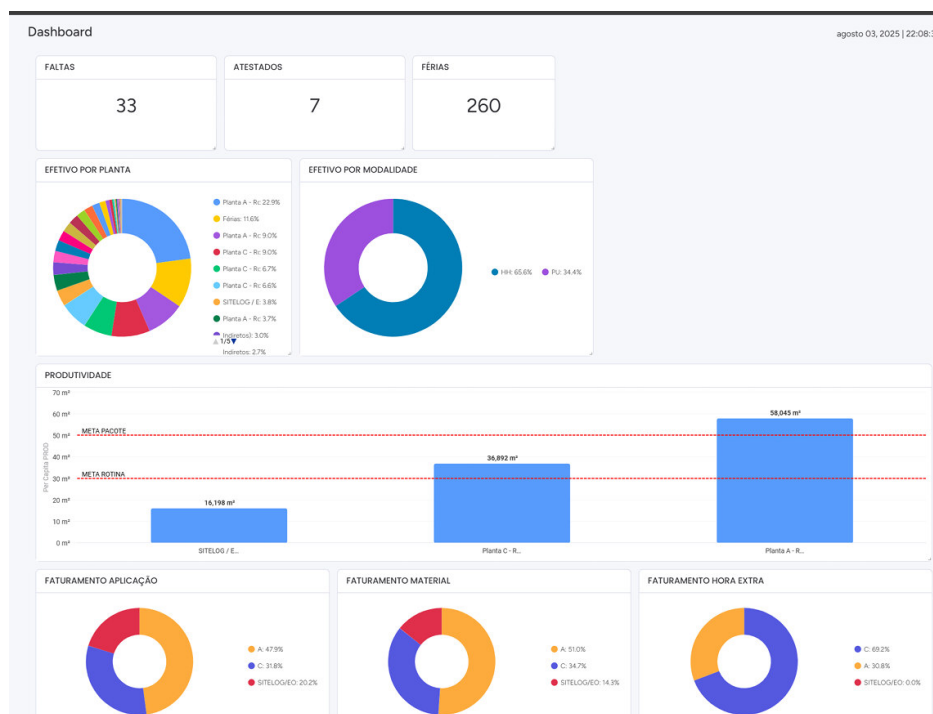 Dashboard
agosto 03, 2025 | 22:08:3
FALTAS
33
ATESTADOS
7
FÉRIAS
260
EFETIVO POR PLANTA
Planta A - Rc: 22.9%
Férias: 11.6%
Planta A - Rc: 9.0%
Planta C - Rc: 9.0%
Planta C - Rc: 6.7%
Planta C - Rc: 6.6%
SITELOG / E: 3.8%
Planta A - Rc: 3.7%
Indiretos): 3.0%
1/5
Indiretos: 2.7%
EFETIVO POR MODALIDADE
HH: 65.6%
PU: 34.4%
PRODUTIVIDADE
Per Capita PROD
70 m²
60 m²
50 m²
40 m²
30 m²
20 m²
10 m²
0 m²
META PACOTE
META ROTINA
16,198 m²
36,892 m²
58,045 m²
SITELOG / E...
Planta C - R...
Planta A - R...
FATURAMENTO APLICAÇÃO
A: 47.9%
C: 31.8%
SITELOG/EO: 20.2%
FATURAMENTO MATERIAL
A: 51.0%
C: 34.7%
SITELOG/EO: 14.3%
FATURAMENTO HORA EXTRA
C: 69.2%
A: 30.8%
SITELOG/EO: 0.0%